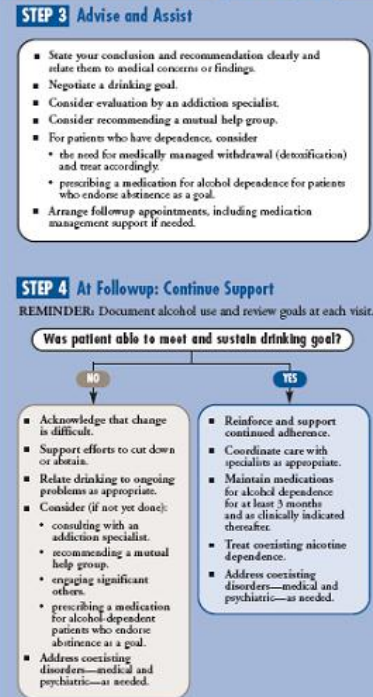 STEP 3 Advise and Assist
■ State your conclusion and recommendation clearly and
relate them to medical concerns or findings.
■ Negotiate a drinking goal.
■ Consider evaluation by an addiction specialist.
■ Consider recommending a mutual help group.
■ For patients who have dependence, consider
• the need for medically managed withdrawal (detoxification)
and treat accordingly.
• prescribing a medication for alcohol dependence for patients
who endorse abstinence as a goal.
■ Arrange followup appointments, including medication
management support if needed.
STEP 4 At Followup: Continue Support
REMINDER: Document alcohol use and review goals at each visit.
Was patient able to meet and sustain drinking goal?
NO
■ Acknowledge that change
is difficult.
■ Support efforts to cut down
or abstain.
■ Relate drinking to ongoing
problems as appropriate.
■ Consider (if not yet done):
• consulting with an
addiction specialist.
• recommending a mutual
help group.
• engaging significant
others.
• prescribing a medication
for alcohol-dependent
patients who endorse
abstinence as a goal.
■ Address coexisting
disorders—medical and
psychiatric—as needed.
YES
■ Reinforce and support
continued adherence.
■ Coordinate care with
specialists as appropriate.
■ Maintain medications
for alcohol dependence
for at least 3 months
and as clinically indicated
thereafter.
■ Treat coexisting nicotine
dependence.
■ Address coexisting
disorders—medical and
psychiatric—as needed.